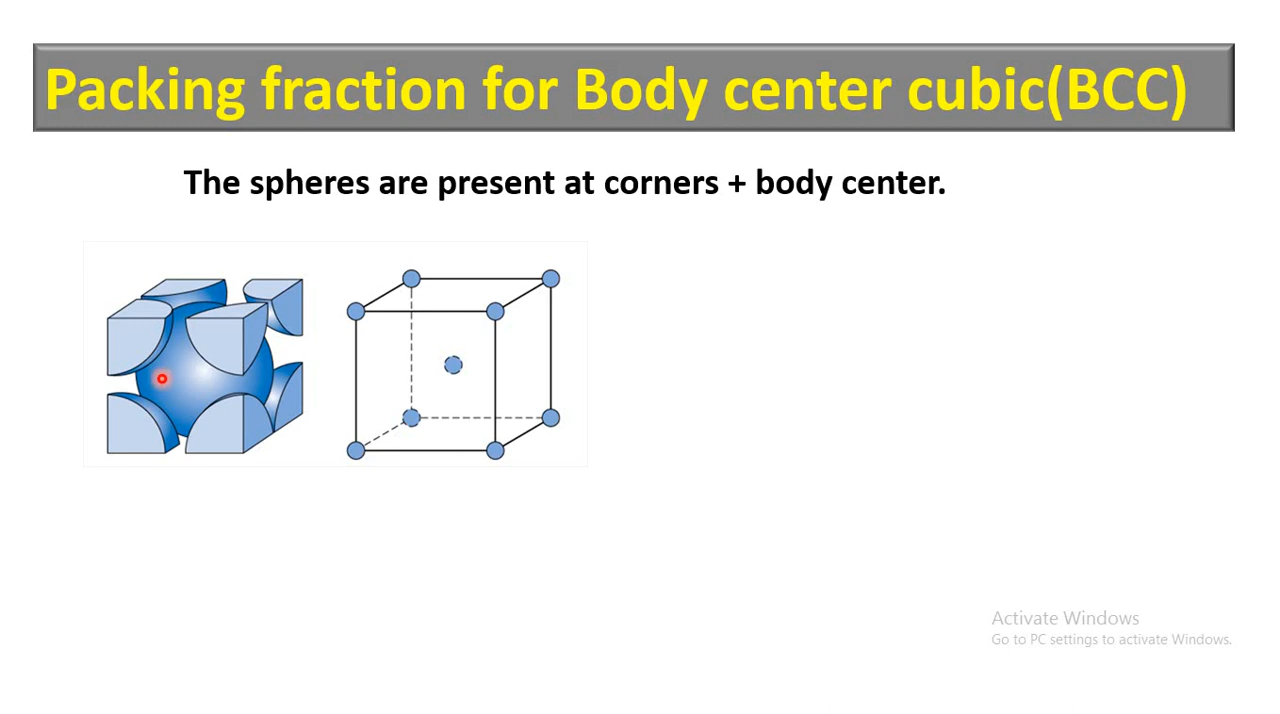 Packing fraction for Body center cubic(BCC)
The spheres are present at corners + body center.
Activate Windows
Go to PC settings to activate Windows.